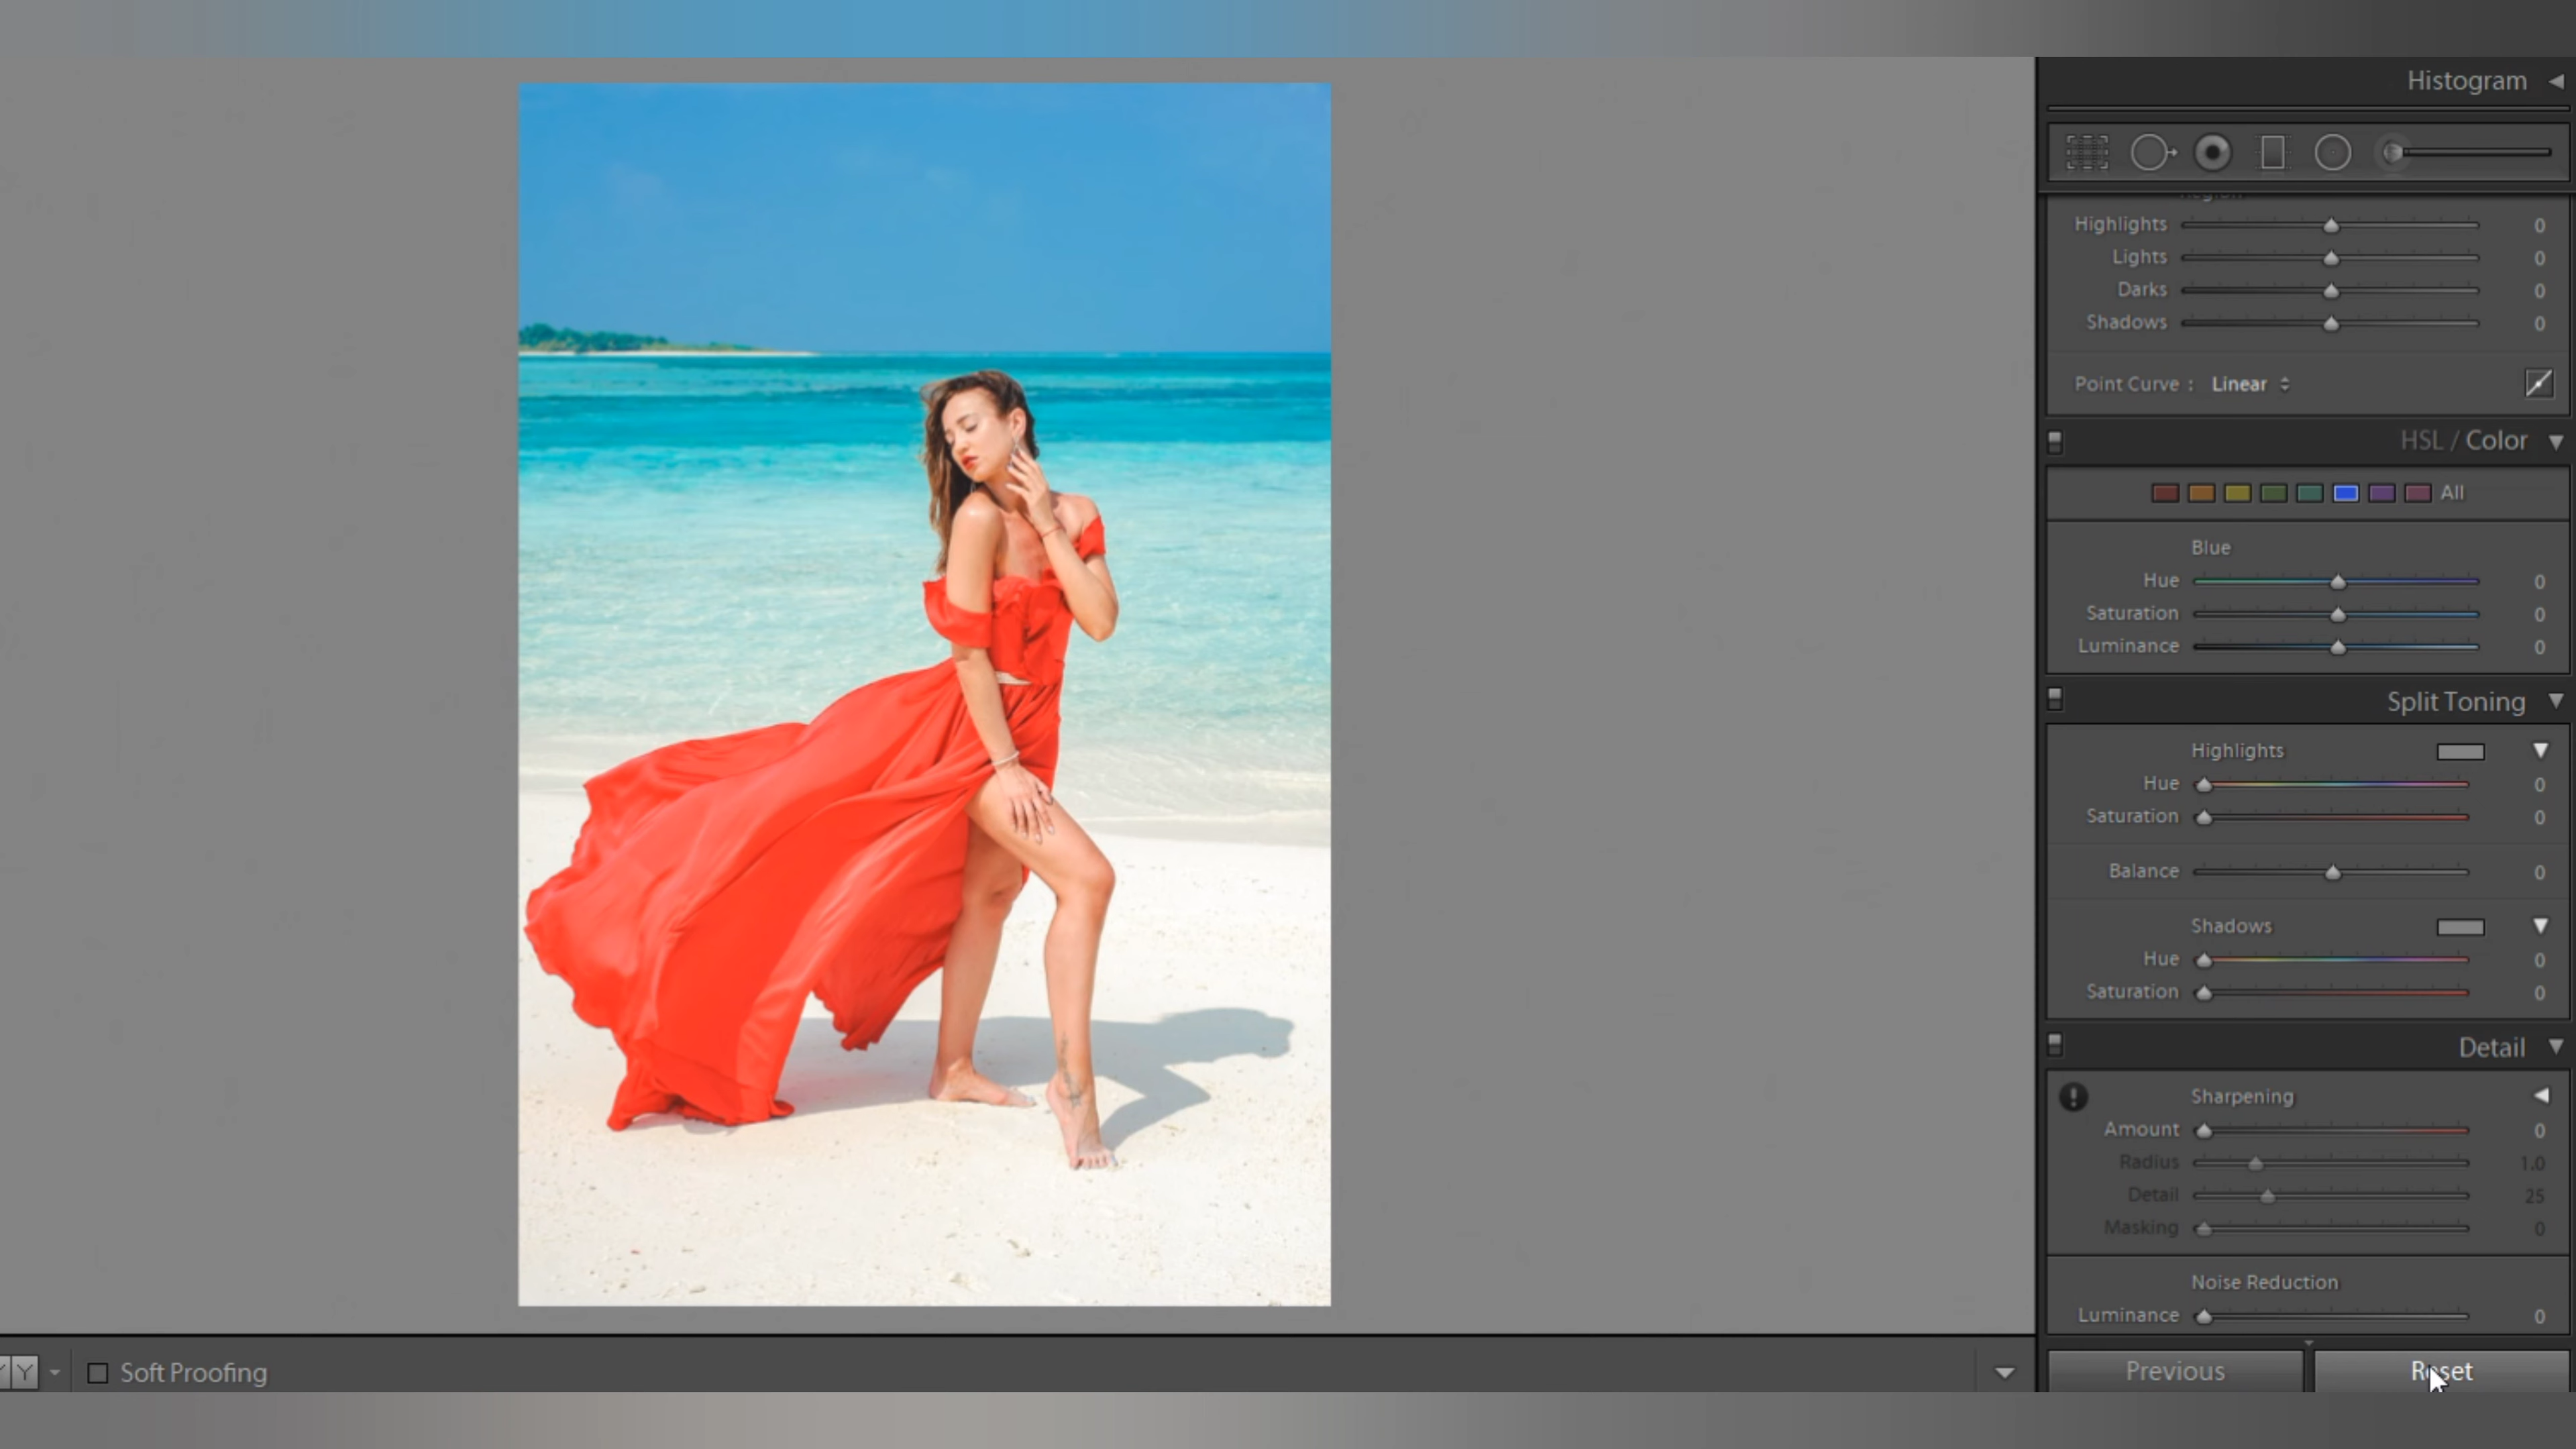 Histogram
Region
Highlights 0
Lights 0
Darks 0
Shadows 0
Point Curve : Linear
HSL / Color
All
Blue
Hue 0
Saturation 0
Luminance 0
Split Toning
Highlights
Hue 0
Saturation 0
Balance 0
Shadows
Hue 0
Saturation 0
Detail
Sharpening
Amount 0
Radius 1.0
Detail 25
Masking 0
Noise Reduction
Luminance 0
Y Y Soft Proofing
Previous Reset